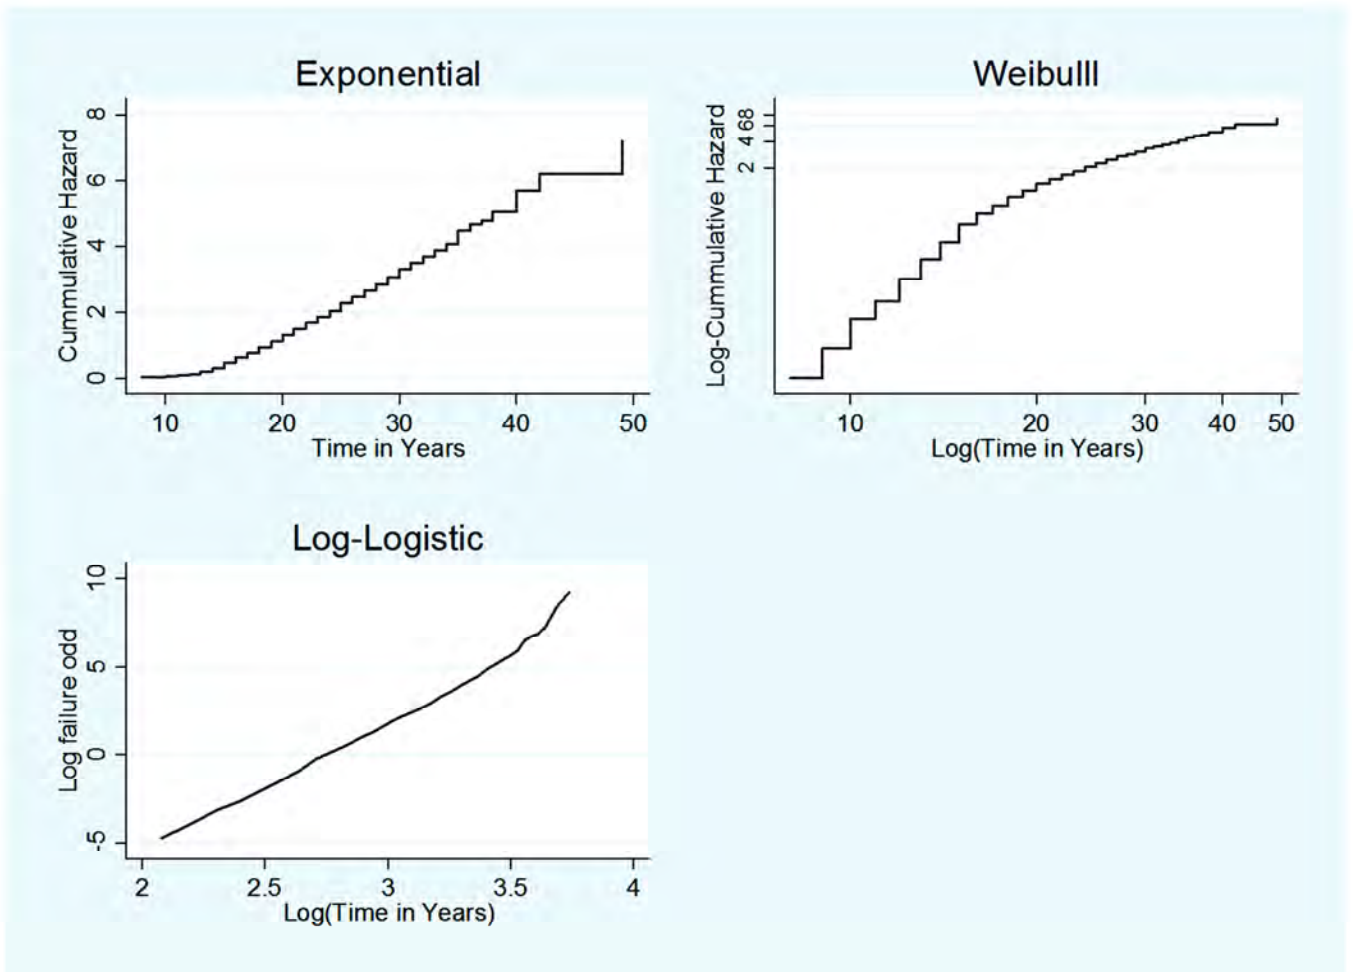 Exponential
Cummulative Hazard
8
6
4
2
0
10 20 30 40 50
Time in Years
Weibulll
Log-Cummulative Hazard
68
4
2
10 20 30 40 50
Log(Time in Years)
Log-Logistic
Log failure odd
10
5
0
-5
2 2.5 3 3.5 4
Log(Time in Years)